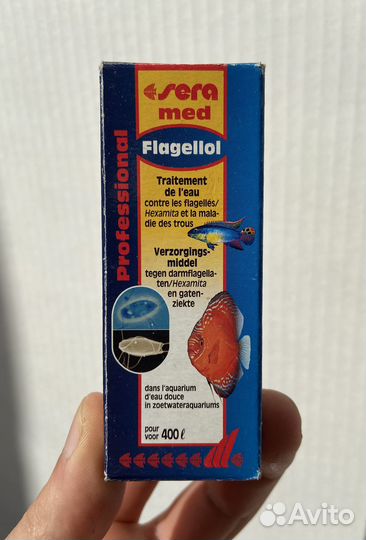 sera
med
Professional
Flagellol
Traitement
de l'eau
contre les flagellés/
Hexamita et la mala-
die des trous
Verzorgings-
middel
tegen darmflagella-
ten/Hexamita
en gaten-
ziekte
dans l'aquarium
d'eau douce
in zoetwateraquariums
pour
voor 400 ℓ
Avito